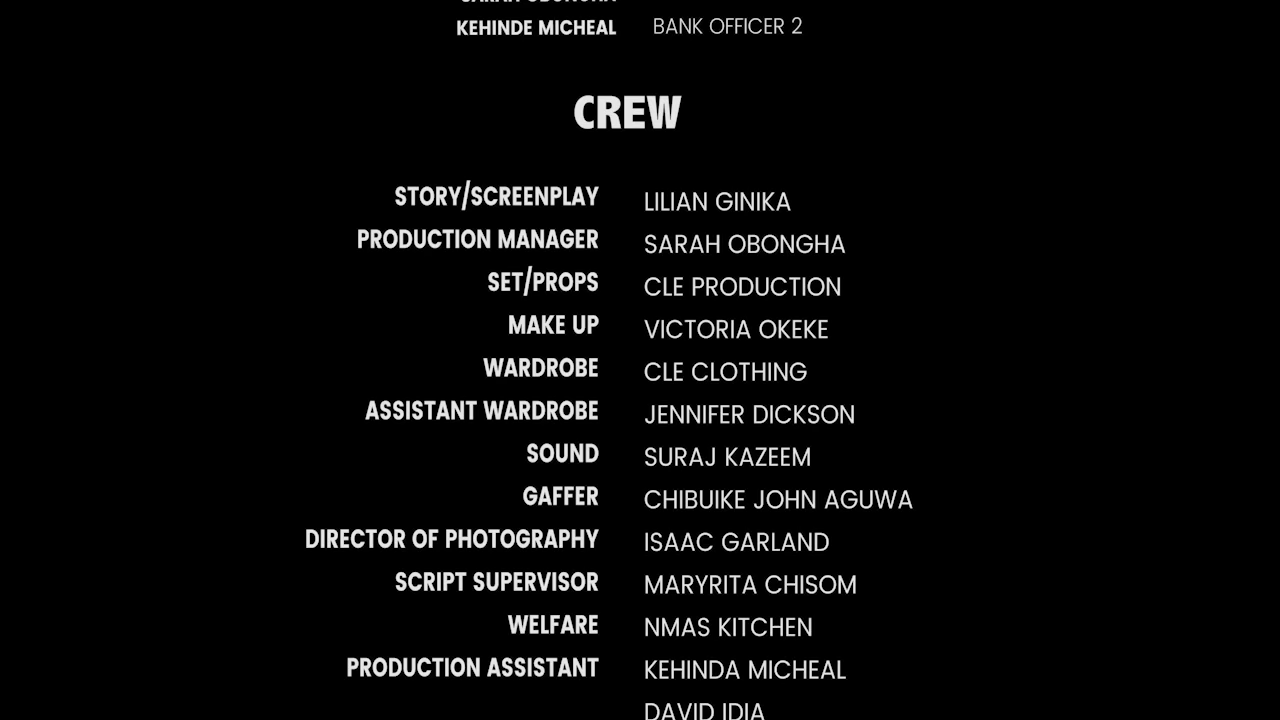 SARAH OBONGHA
KEHINDE MICHEAL BANK OFFICER 2
CREW
STORY/SCREENPLAY LILIAN GINIKA
PRODUCTION MANAGER SARAH OBONGHA
SET/PROPS CLE PRODUCTION
MAKE UP VICTORIA OKEKE
WARDROBE CLE CLOTHING
ASSISTANT WARDROBE JENNIFER DICKSON
SOUND SURAJ KAZEEM
GAFFER CHIBUIKE JOHN AGUWA
DIRECTOR OF PHOTOGRAPHY ISAAC GARLAND
SCRIPT SUPERVISOR MARYRITA CHISOM
WELFARE NMAS KITCHEN
PRODUCTION ASSISTANT KEHINDA MICHEAL
DAVID IDIA